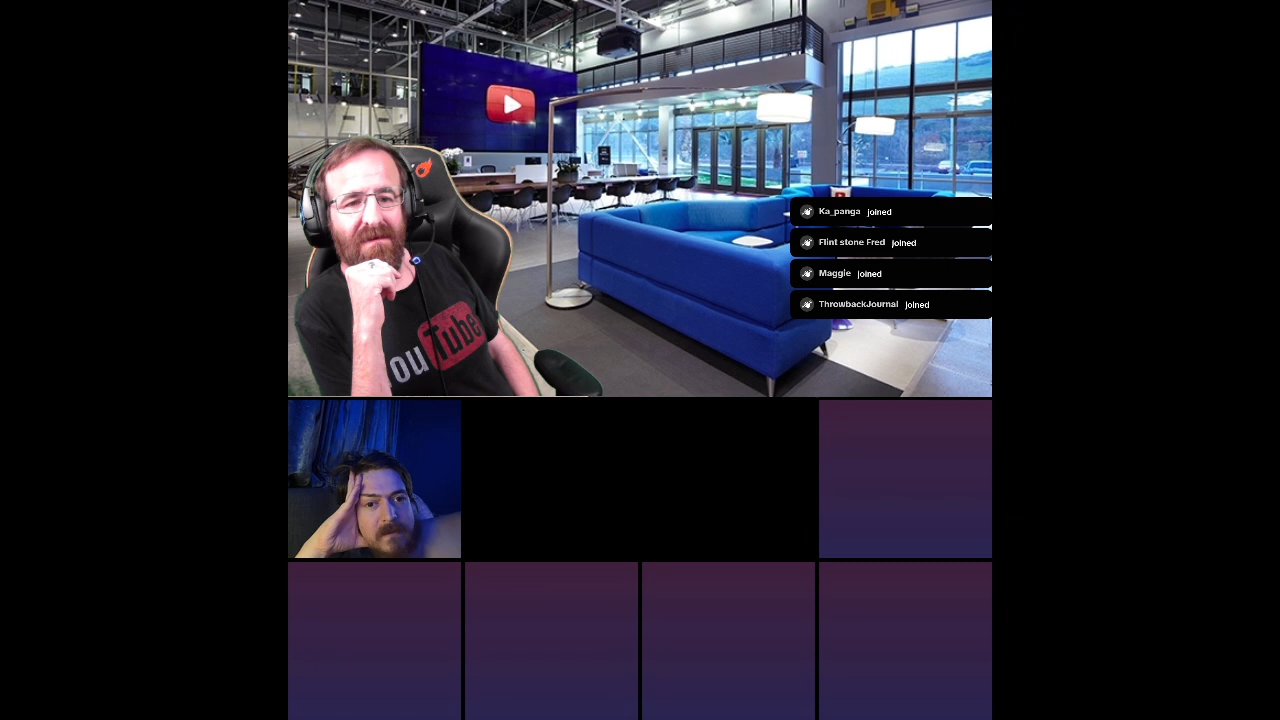 Ka_panga joined
Flint stone Fred joined
Maggie joined
ThrowbackJournal joined
ouTube